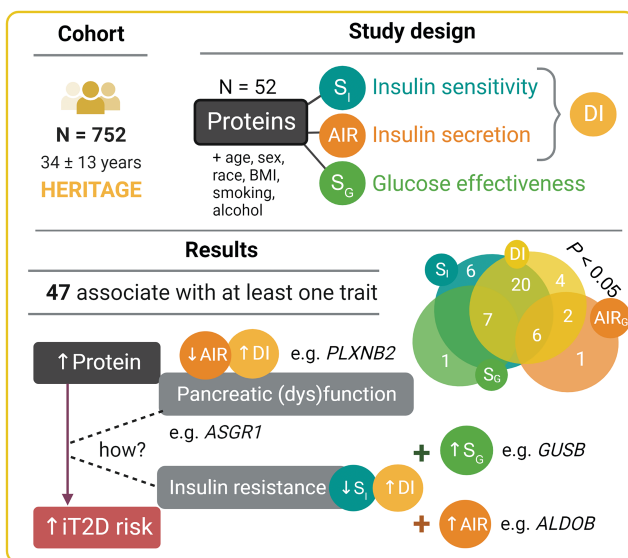 Cohort
N = 752
34 ± 13 years
HERITAGE
Study design
N = 52
Proteins
+ age, sex,
race, BMI,
smoking,
alcohol
SI Insulin sensitivity
AIR Insulin secretion
SG Glucose effectiveness
DI
Results
47 associate with at least one trait
SI
DI
P < 0.05
AIRG
SG
6
20
4
7
6
2
1
1
↑Protein
↓AIR ↑DI e.g. PLXNB2
Pancreatic (dys)function
e.g. ASGR1
how?
Insulin resistance ↓SI ↑DI
↑iT2D risk
+ ↑SG e.g. GUSB
+ ↑AIR e.g. ALDOB